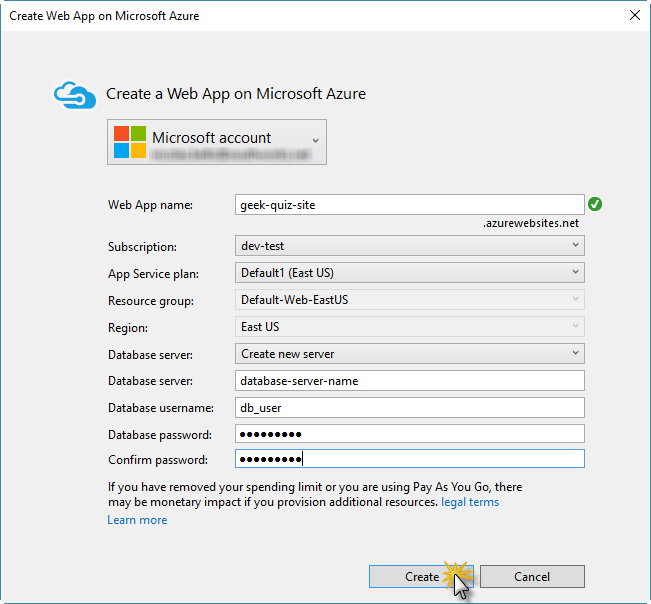 Create Web App on Microsoft Azure
Create a Web App on Microsoft Azure
Microsoft account
Web App name: geek-quiz-site
.azurewebsites.net
Subscription: dev-test
App Service plan: Default1 (East US)
Resource group: Default-Web-EastUS
Region: East US
Database server: Create new server
Database server: database-server-name
Database username: db_user
Database password: ●●●●●●●●●
Confirm password: ●●●●●●●●●
If you have removed your spending limit or you are using Pay As You Go, there
may be monetary impact if you provision additional resources. legal terms
Learn more
Create Cancel